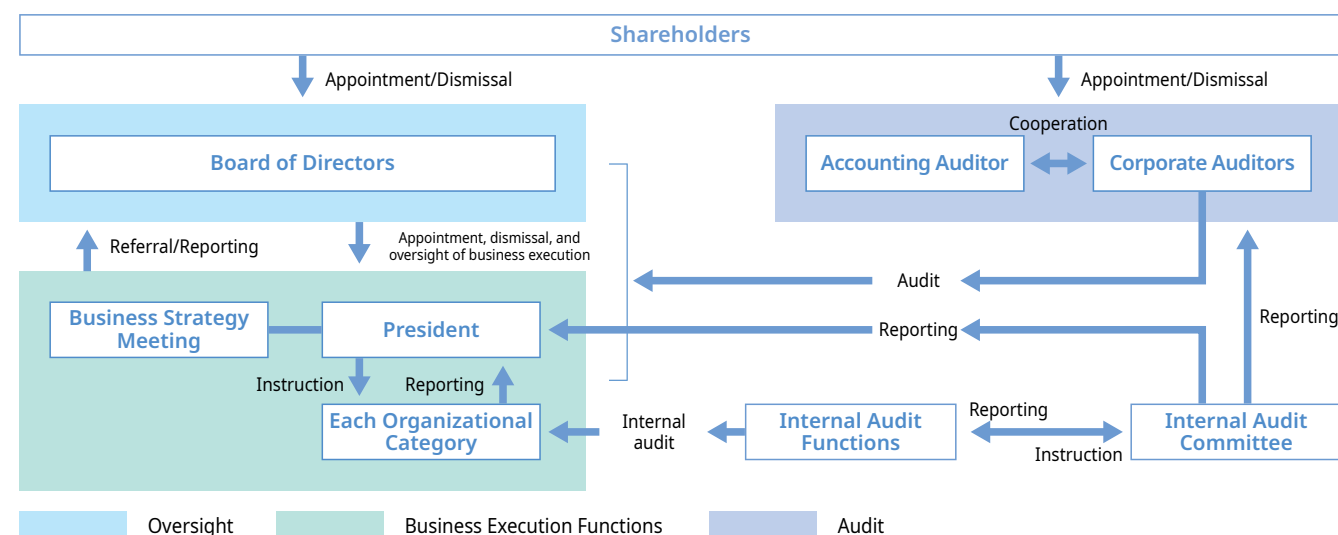 Shareholders
Appointment/Dismissal
Appointment/Dismissal
Cooperation
Board of Directors
Accounting Auditor
Corporate Auditors
Referral/Reporting
Appointment, dismissal, and
oversight of business execution
Audit
Business Strategy
Meeting
President
Reporting
Reporting
Instruction
Reporting
Each Organizational
Category
Internal
audit
Internal Audit
Functions
Reporting
Instruction
Internal Audit
Committee
Oversight
Business Execution Functions
Audit